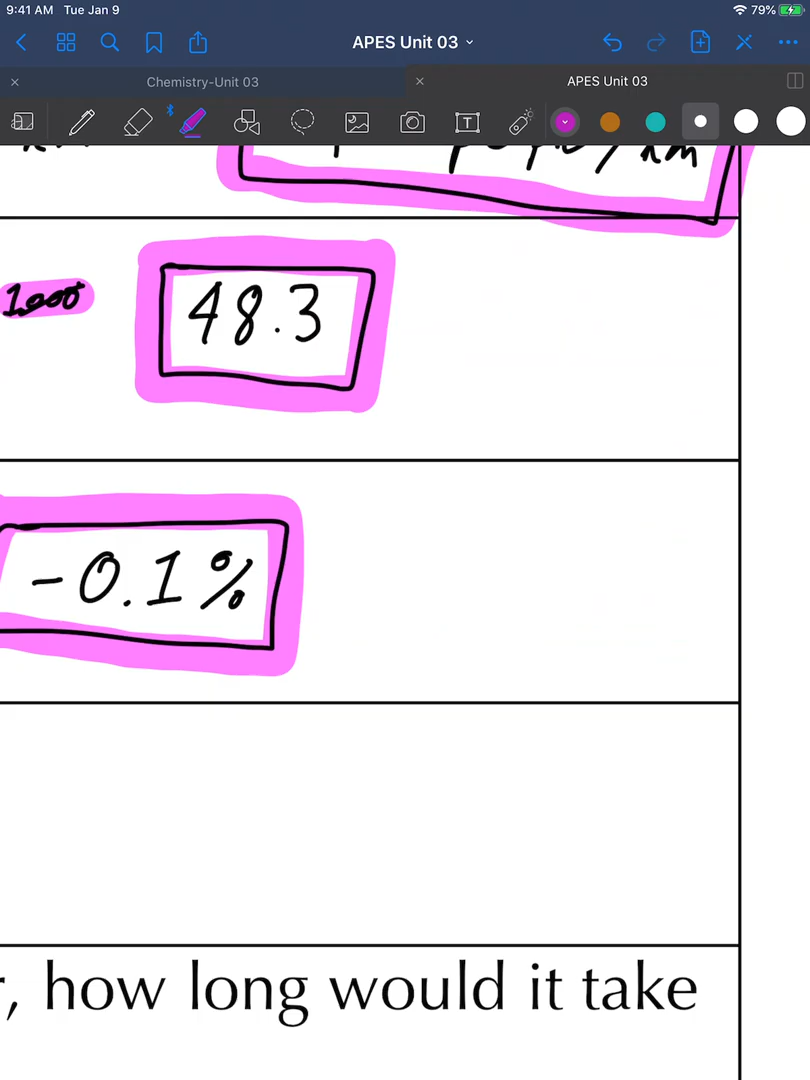 9:41 AM Tue Jan 9
79%
APES Unit 03
Chemistry-Unit 03
APES Unit 03
T
48.3
-0.1%
, how long would it take